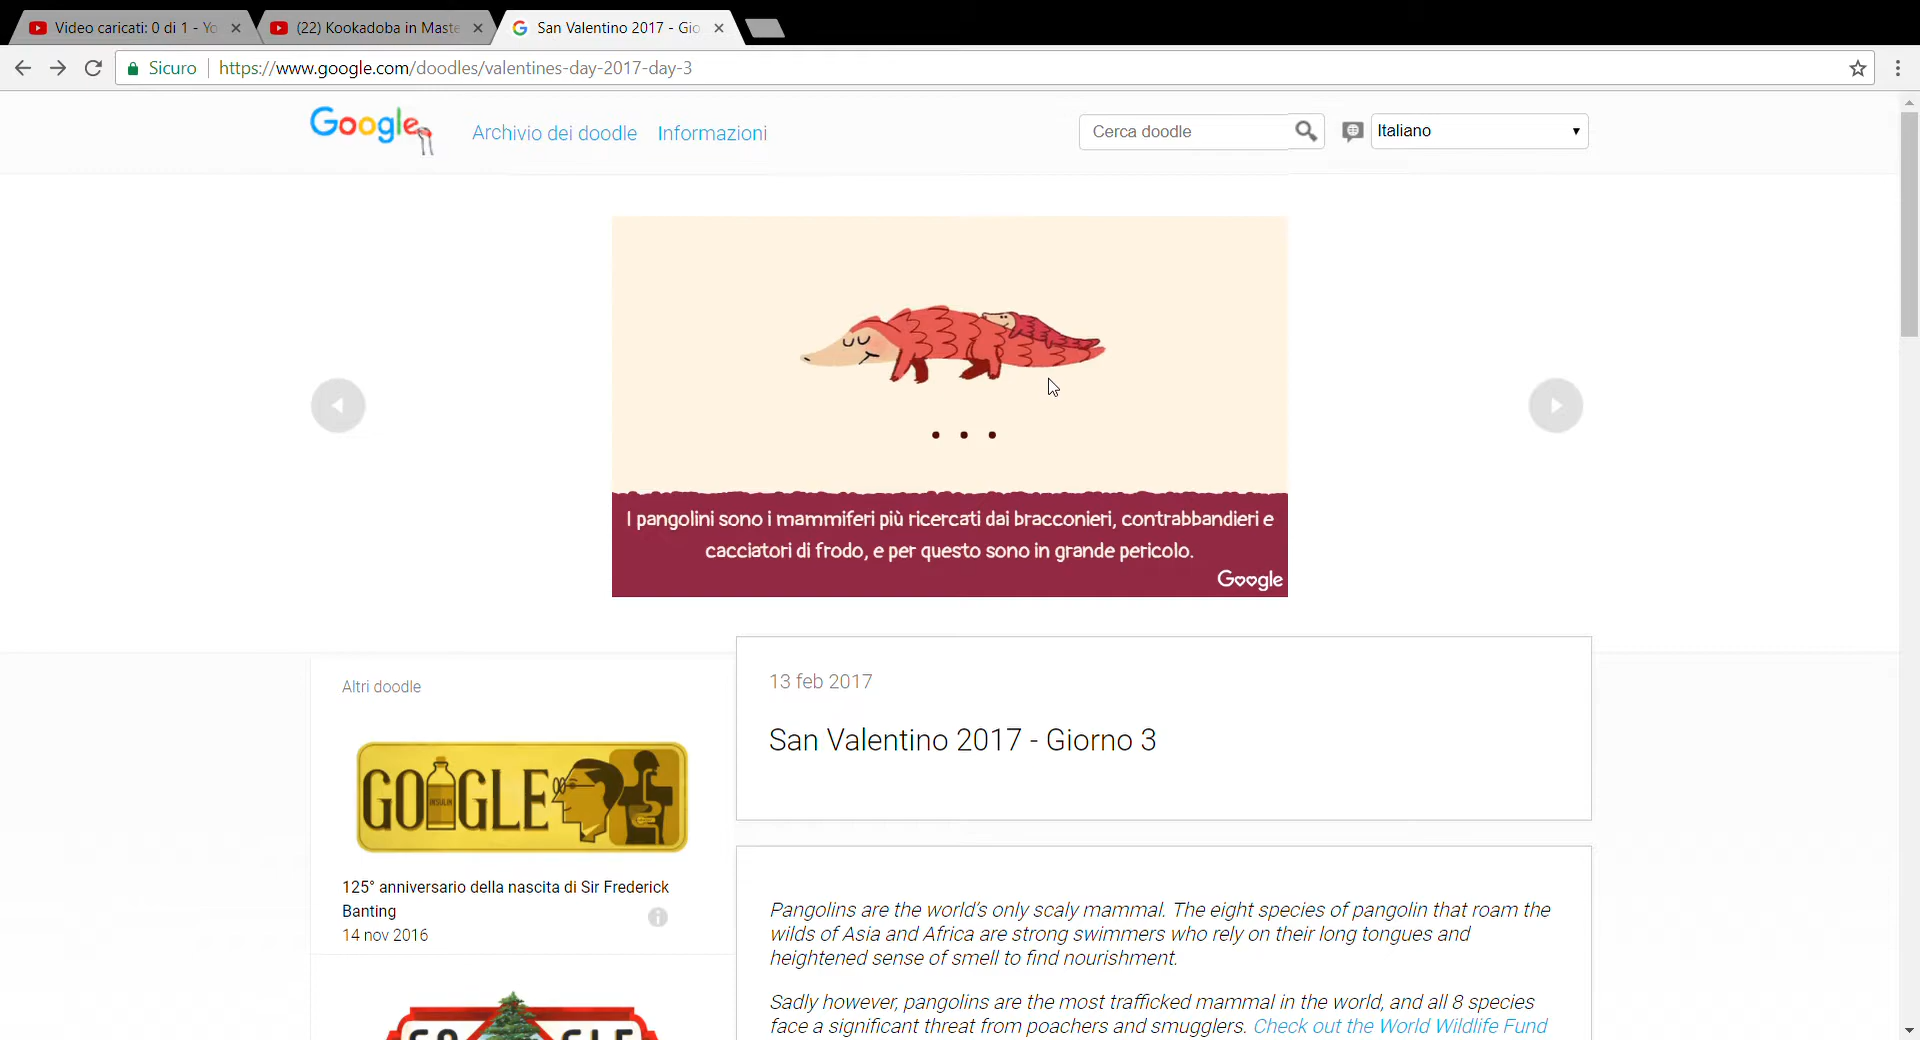 Video caricati: 0 di 1 - Yo
(22) Kookadoba in Maste
San Valentino 2017 - Gio
Sicuro
https://www.google.com/doodles/valentines-day-2017-day-3
Google
Archivio dei doodle
Informazioni
Cerca doodle
Italiano
I pangolini sono i mammiferi più ricercati dai bracconieri, contrabbandieri e
cacciatori di frodo, e per questo sono in grande pericolo.
Google
Altri doodle
13 feb 2017
San Valentino 2017 - Giorno 3
GOOGLE
INSULIN
125° anniversario della nascita di Sir Frederick
Banting
14 nov 2016
Pangolins are the world's only scaly mammal. The eight species of pangolin that roam the
wilds of Asia and Africa are strong swimmers who rely on their long tongues and
heightened sense of smell to find nourishment.
Sadly however, pangolins are the most trafficked mammal in the world, and all 8 species
face a significant threat from poachers and smugglers. Check out the World Wildlife Fund